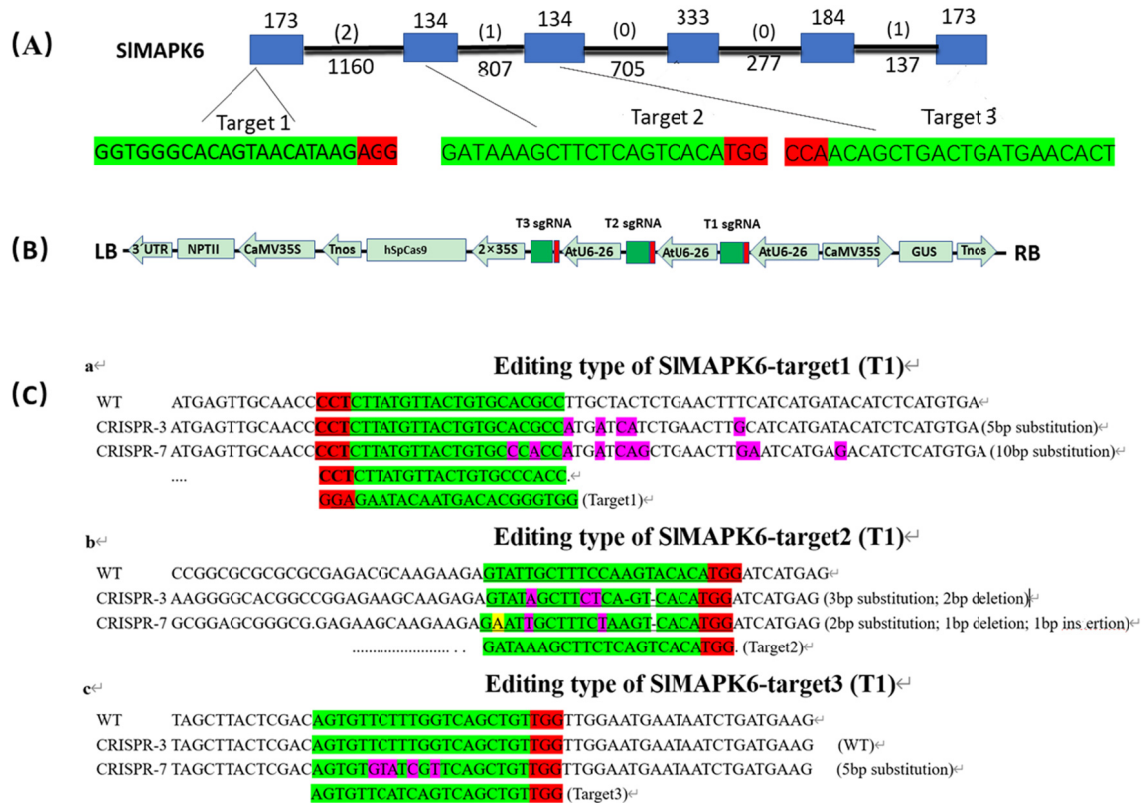 (A) SlMAPK6 173 (2) 134 (1) 134 (0) 333 (0) 184 (1) 173
1160 807 705 277 137
Target 1 Target 2 Target 3
GGTGGGCACAGTAACATAAGAGG GATAAAGCTTCTCAGTCACATGG CCAACAGCTGACTGATGAACACT
T3 sgRNA T2 sgRNA T1 sgRNA
(B) LB 3'UTR NPTII CaMV35S Tnos hSpCas9 2×35S AtU6-26 AtU6-26 AtU6-26 CaMV35S GUS Tnos RB
(C)
a↵ Editing type of SlMAPK6-target1 (T1)↵
WT ATGAGTTGCAACCCCTCTTATGTTACTGTGCACGCCTTGCTACTCTGAACTTTCATCATGATACATCTCATGTGA↵
CRISPR-3 ATGAGTTGCAACCCCTCTTATGTTACTGTGCACGCCATGATCATCTGAACTTGCATCATGATACATCTCATGTGA (5bp substitution)↵
CRISPR-7 ATGAGTTGCAACCCCTCTTATGTTACTGTGCCCACCATGATCAGCTGAACTTGAATCATGAGACATCTCATGTGA (10bp substitution)↵
.... CCTCTTATGTTACTGTGCCCACC.↵
GGAGAATACAATGACACGGGTGG (Target1)↵
b↵ Editing type of SlMAPK6-target2 (T1)↵
WT CCGGCGCGCGCGCGAGACGCAAGAAGAGTATTGCTTTCCAAGTACACATGGATCATGAG↵
CRISPR-3 AAGGGGCACGGCCGGAGAAGCAAGAGAGTATAGCTTCTCA-GT-CACATGGATCATGAG (3bp substitution; 2bp deletion)↵
CRISPR-7 GCGGAGCGGGCG.GAGAAGCAAGAAGAGAATTGCTTTCTAAGT-CACATGGATCATGAG (2bp substitution; 1bp deletion; 1bp insertion)↵
........................ . . GATAAAGCTTCTCAGTCACATGG. (Target2)↵
c↵ Editing type of SlMAPK6-target3 (T1)↵
WT TAGCTTACTCGACAGTGTTCTTTGGTCAGCTGTTGGTTGGAATGAATAATCTGATGAAG↵
CRISPR-3 TAGCTTACTCGACAGTGTTCTTTGGTCAGCTGTTGGTTGGAATGAATAATCTGATGAAG (WT)↵
CRISPR-7 TAGCTTACTCGACAGTGTGTATCGTTCAGCTGTTGGTTGGAATGAATAATCTGATGAAG (5bp substitution)↵
AGTGTTCATCAGTCAGCTGTTGG (Target3)↵